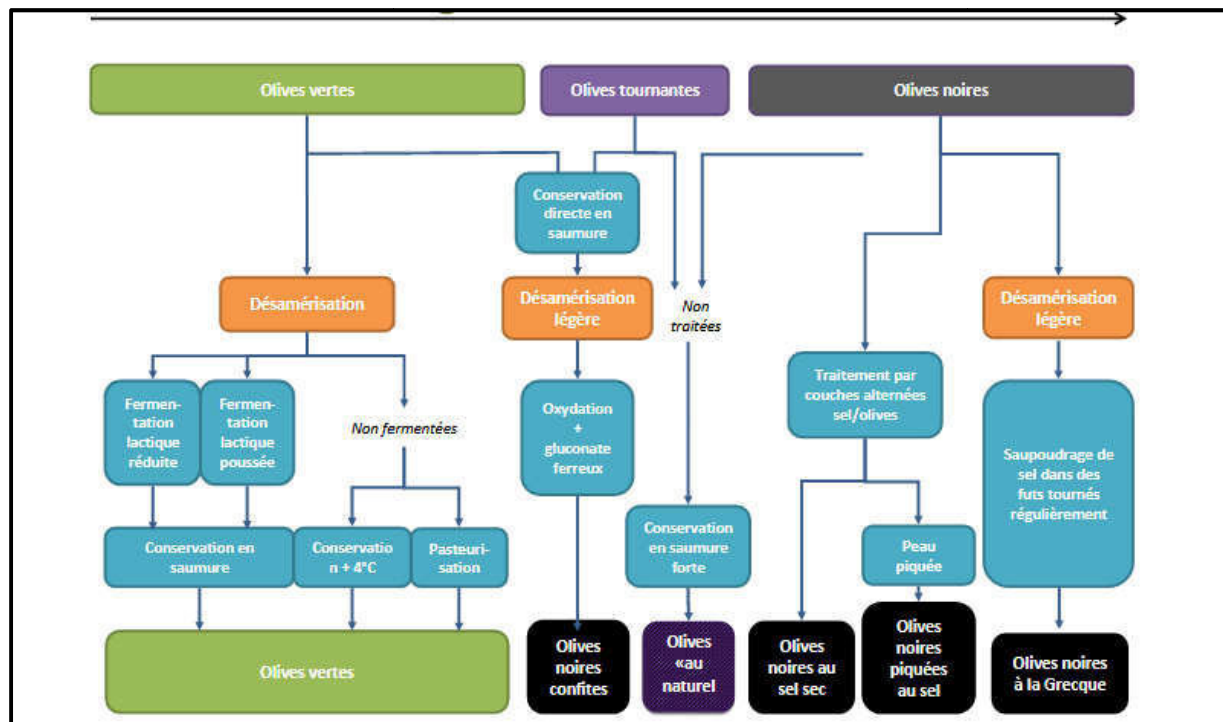 Olives vertes
Olives tournantes
Olives noires
Conservation
directe en
saumure
Désamérisation
Désamérisation
légère
Non
traitées
Désamérisation
légère
Fermen-
tation
lactique
réduite
Fermen-
tation
lactique
poussée
Non fermentées
Oxydation
+
gluconate
ferreux
Traitement par
couches alternées
sel/olives
Saupoudrage de
sel dans des
futs tournés
régulièrement
Conservation en
saumure
Conservatio
n + 4°C
Pasteuri-
sation
Conservation
en saumure
forte
Peau
piquée
Olives vertes
Olives
noires
confites
Olives
«au
naturel
Olives
noires au
sel sec
Olives
noires
piquées
au sel
Olives noires
à la Grecque